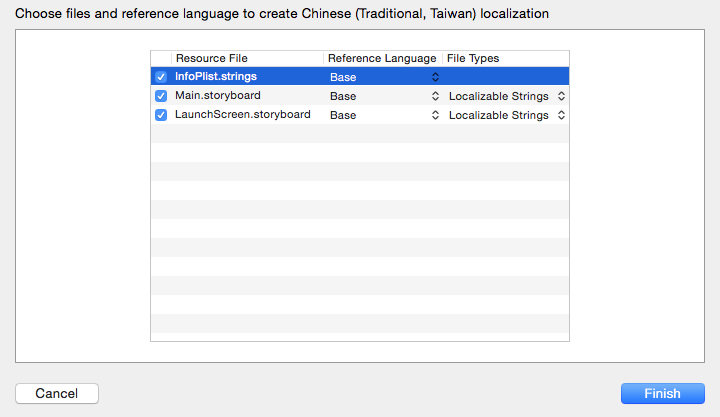 Choose files and reference language to create Chinese (Traditional, Taiwan) localization
Resource File Reference Language File Types
InfoPlist.strings Base
Main.storyboard Base Localizable Strings
LaunchScreen.storyboard Base Localizable Strings
Cancel Finish